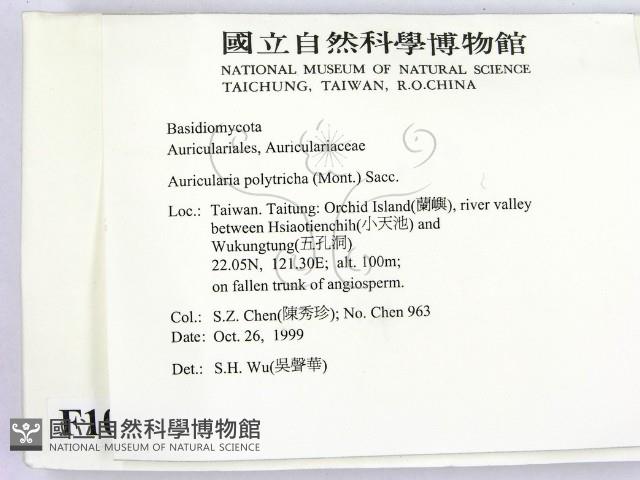 國立自然科學博物館
NATIONAL MUSEUM OF NATURAL SCIENCE
TAICHUNG, TAIWAN, R.O.CHINA
Basidiomycota
Auriculariales, Auriculariaceae
Auricularia polytricha (Mont.) Sacc.
Loc.: Taiwan. Taitung: Orchid Island(蘭嶼), river valley
between Hsiaotienchih(小天池) and
Wukungtung(五孔洞)
22.05N, 121.30E; alt. 100m;
on fallen trunk of angiosperm.
Col.: S.Z. Chen(陳秀珍); No. Chen 963
Date: Oct. 26, 1999
Det.: S.H. Wu(吳聲華)
國立自然科學博物館
NATIONAL MUSEUM OF NATURAL SCIENCE